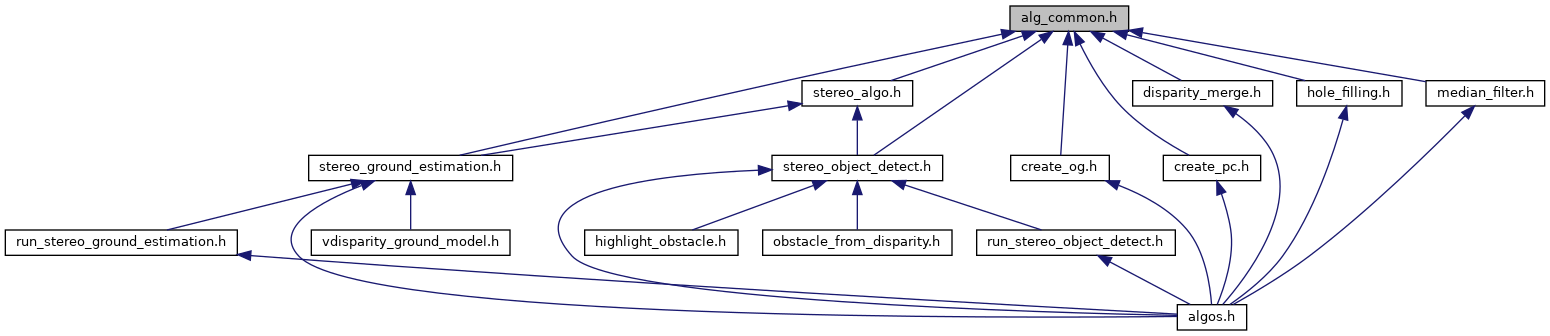 alg_common.h
stereo_algo.h
disparity_merge.h
hole_filling.h
median_filter.h
stereo_ground_estimation.h
stereo_object_detect.h
create_og.h
create_pc.h
run_stereo_ground_estimation.h
vdisparity_ground_model.h
highlight_obstacle.h
obstacle_from_disparity.h
run_stereo_object_detect.h
algos.h